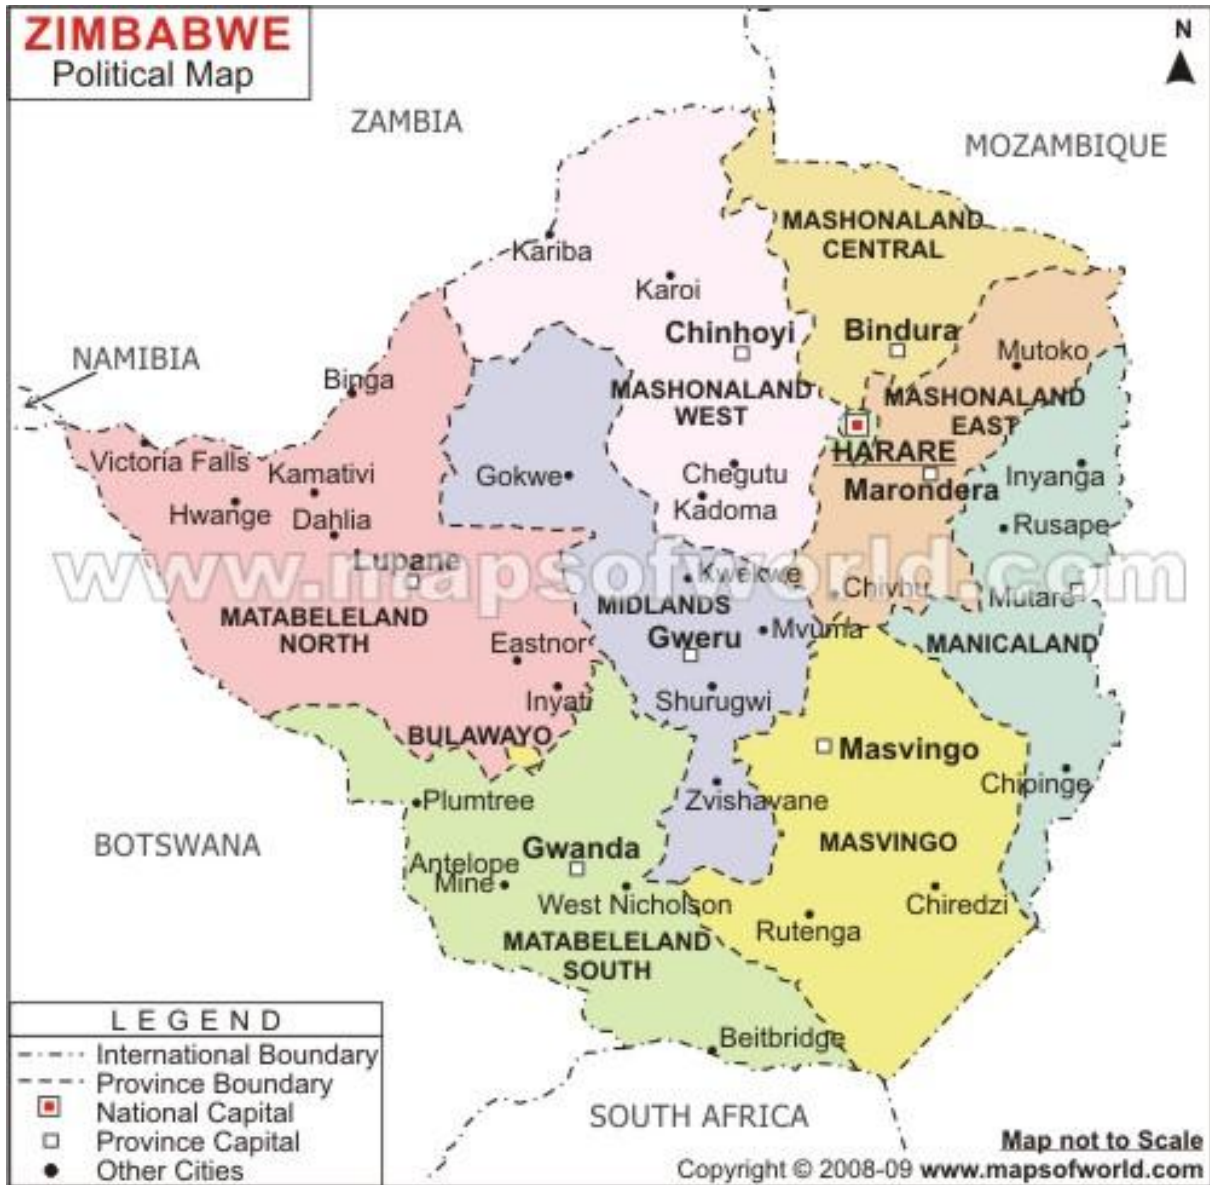 ZIMBABWE
Political Map
N
ZAMBIA
MOZAMBIQUE
MASHONALAND
CENTRAL
Kariba
Karoi
Chinhoyi
Bindura
NAMIBIA
Mutoko
Binga
MASHONALAND
WEST
MASHONALAND
EAST
HARARE
Victoria Falls
Kamativi
Gokwe
Chegutu
Marondera
Inyanga
Hwange
Dahlia
Kadoma
Rusape
Lupane
www.mapsofworld.com
Kwekwe
Chivhu
Mutare
MATABELELAND
NORTH
MIDLANDS
Gweru
Mvuma
MANICALAND
Eastnor
Inyati
Shurugwi
BULAWAYO
Masvingo
Chipinge
Plumtree
Zvishavane
BOTSWANA
Antelope
Mine
Gwanda
MASVINGO
West Nicholson
Chiredzi
Rutenga
MATABELELAND
SOUTH
Beitbridge
SOUTH AFRICA
LEGEND
International Boundary
Province Boundary
National Capital
Province Capital
Other Cities
Map not to Scale
Copyright © 2008-09 www.mapsofworld.com